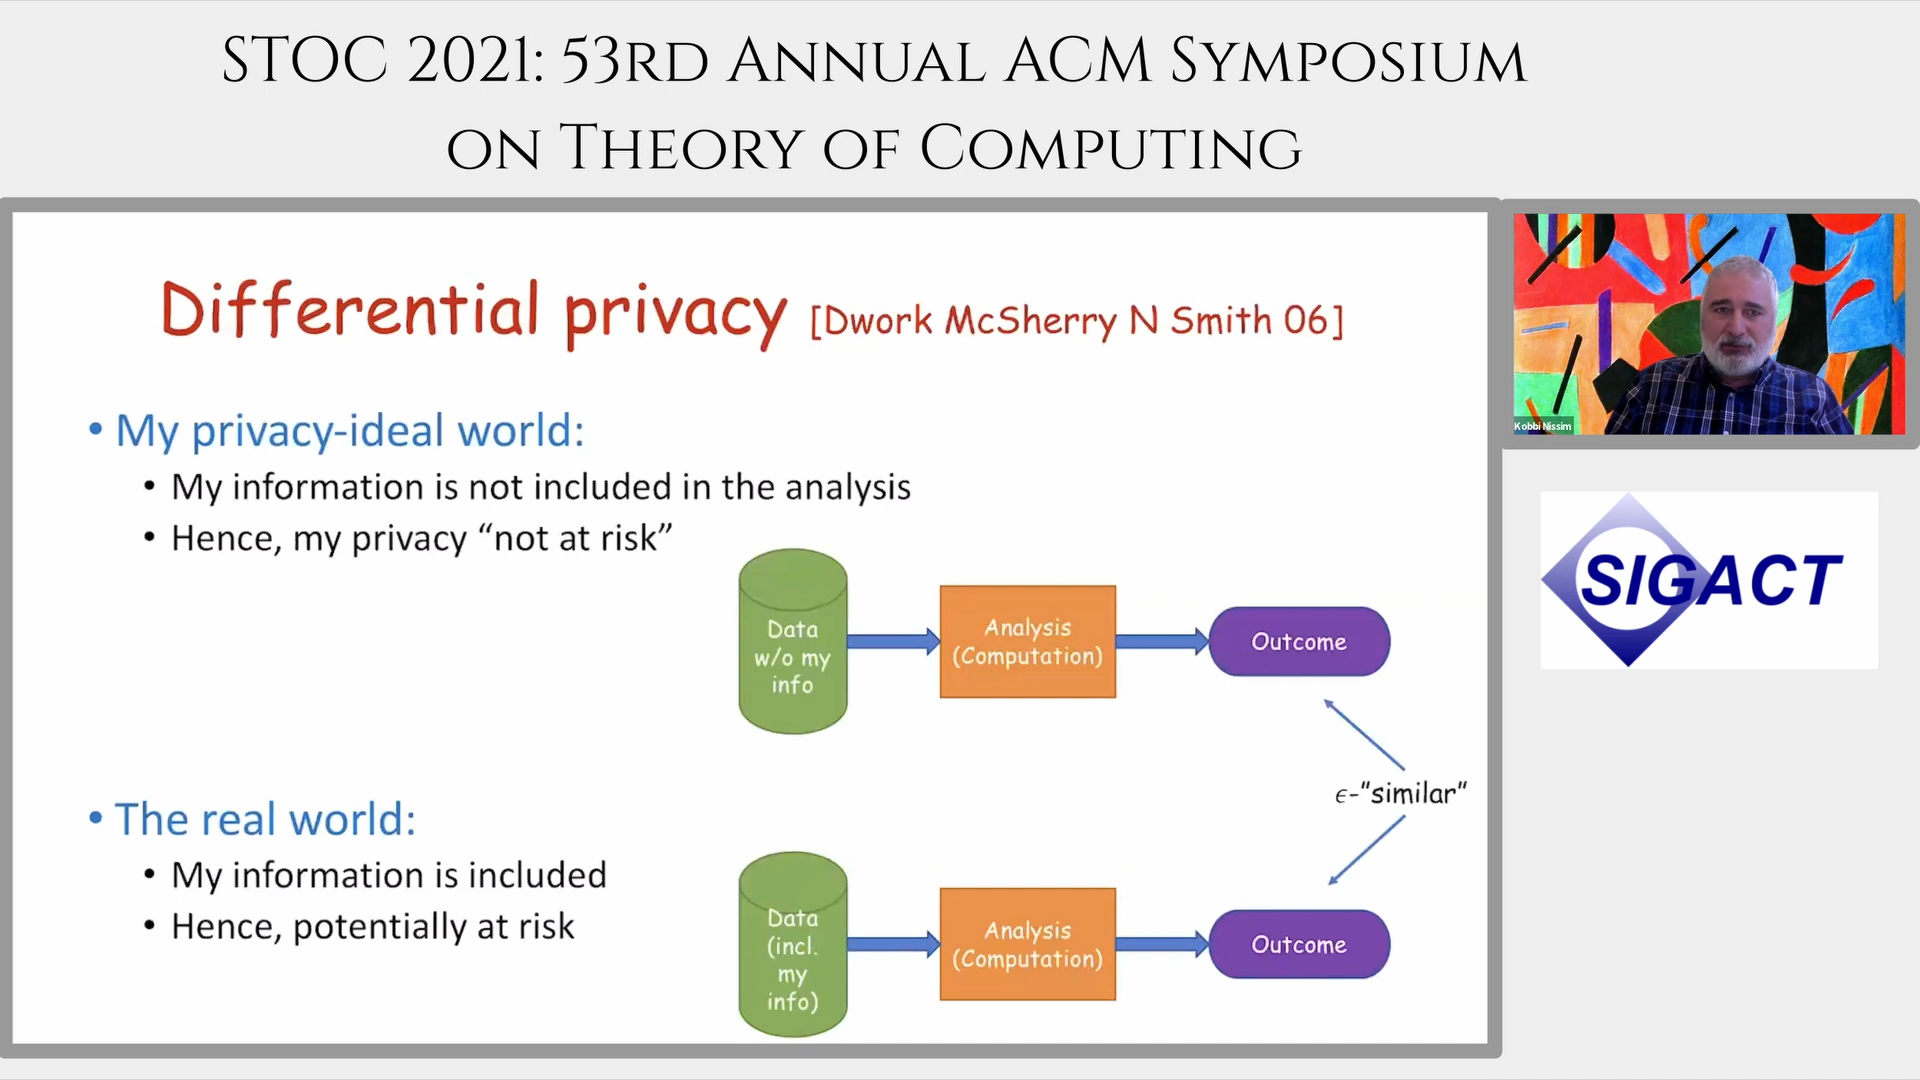 STOC 2021: 53rd Annual ACM Symposium
on Theory of Computing
Differential privacy [Dwork McSherry N Smith 06]
• My privacy-ideal world:
• My information is not included in the analysis
• Hence, my privacy “not at risk”
Data
w/o my
info
Analysis
(Computation)
Outcome
ϵ-"similar"
• The real world:
• My information is included
• Hence, potentially at risk
Data
(incl.
my
info)
Analysis
(Computation)
Outcome
Kobbi Nissim
SIGACT